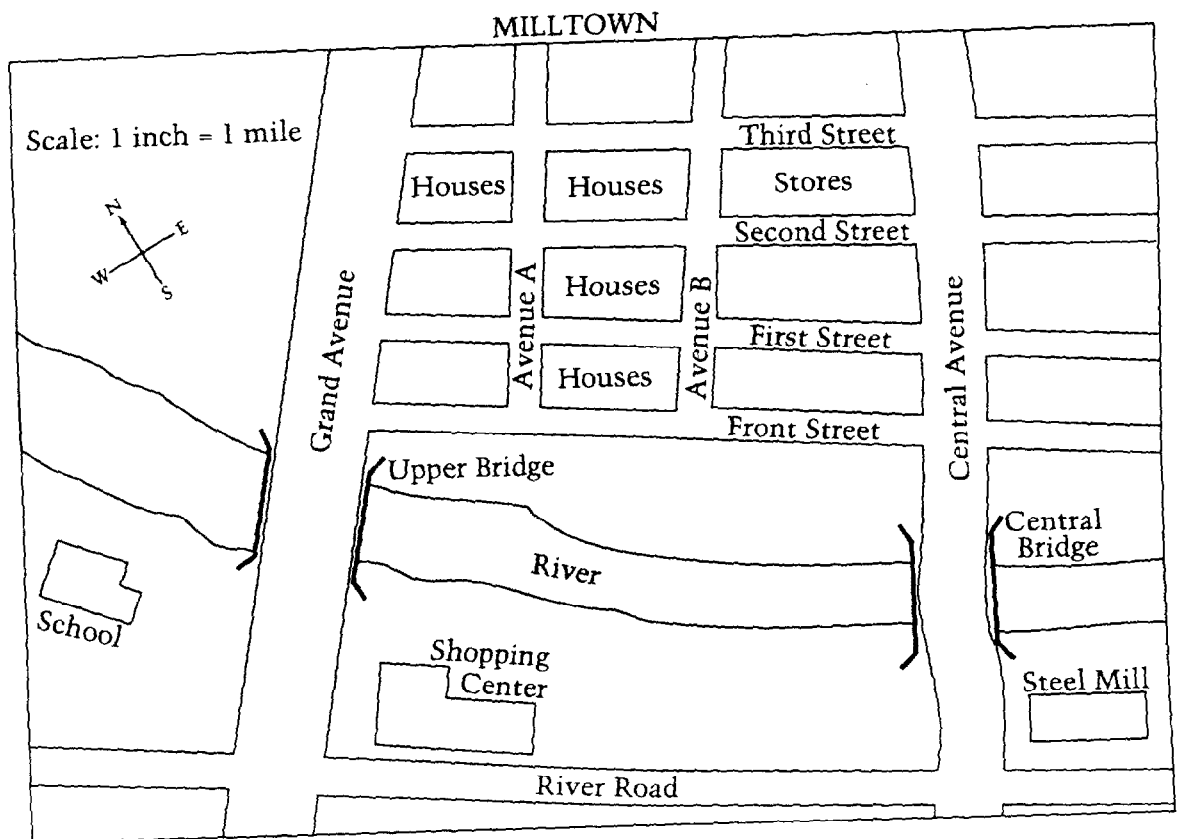 MILLTOWN
Scale: 1 inch = 1 mile
N
E
W
S
Third Street
Houses
Houses
Stores
Second Street
Houses
Avenue A
Avenue B
Grand Avenue
Central Avenue
First Street
Houses
Front Street
Upper Bridge
Central
Bridge
River
School
Shopping
Center
Steel Mill
River Road